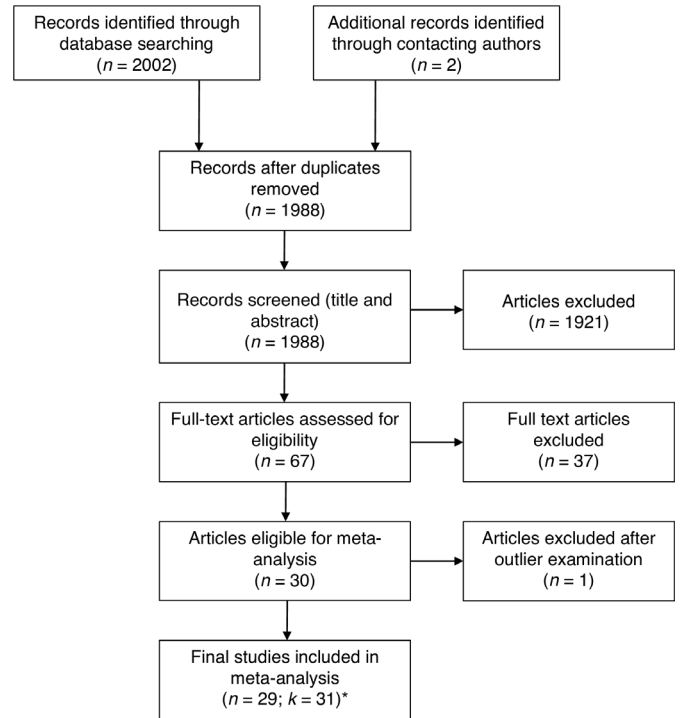 Records identified through
database searching
(n = 2002)
Additional records identified
through contacting authors
(n = 2)
Records after duplicates
removed
(n = 1988)
Records screened (title and
abstract)
(n = 1988)
Articles excluded
(n = 1921)
Full-text articles assessed for
eligibility
(n = 67)
Full text articles
excluded
(n = 37)
Articles eligible for meta-
analysis
(n = 30)
Articles excluded after
outlier examination
(n = 1)
Final studies included in
meta-analysis
(n = 29; k = 31)*